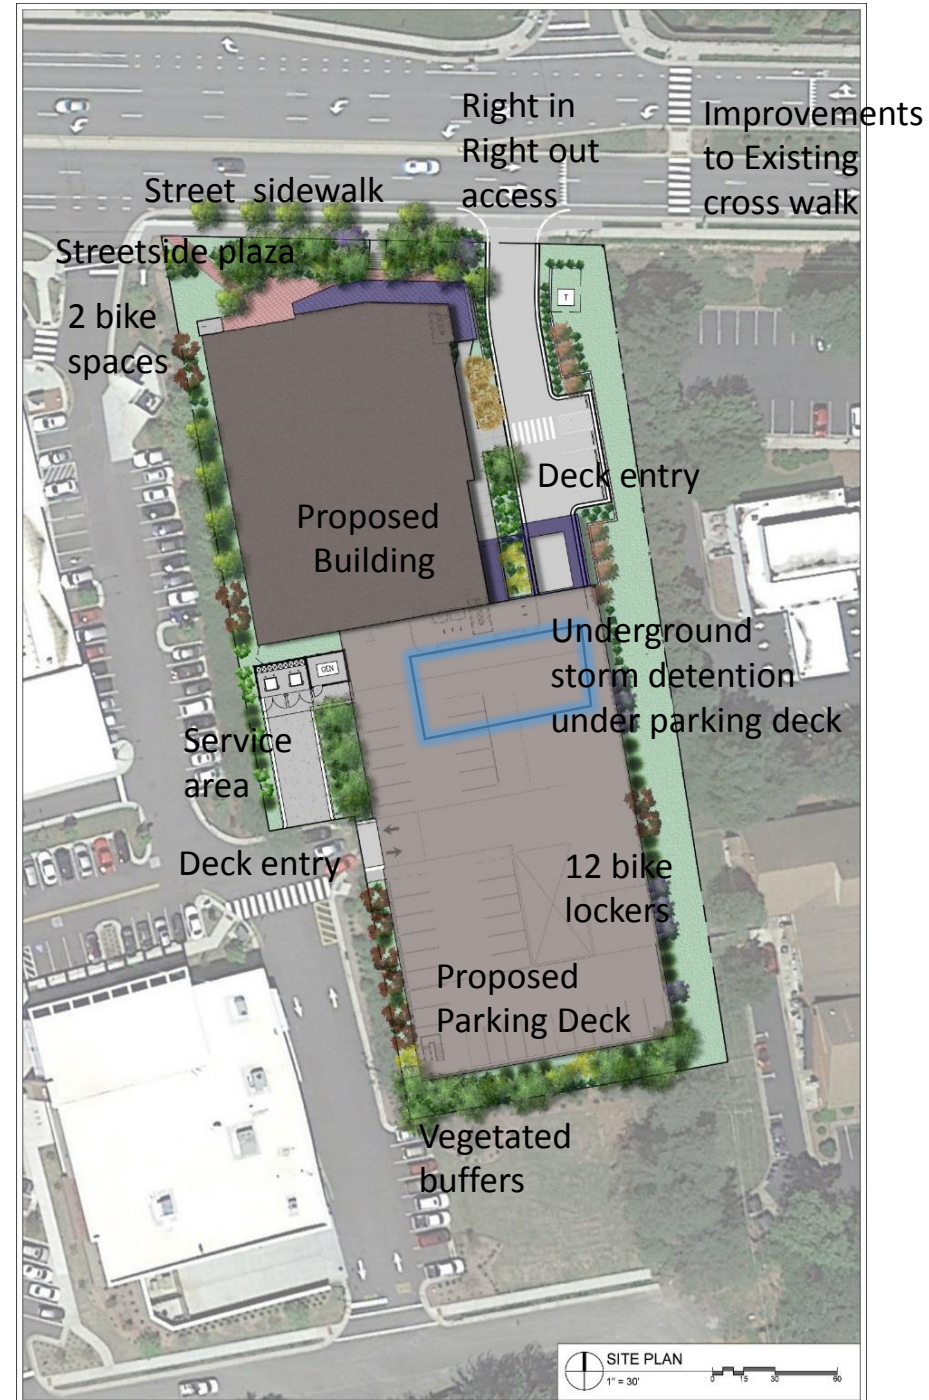 Right in
Right out
access
Improvements
to Existing
cross walk
Street sidewalk
Streetside plaza
2 bike
spaces
T
Deck entry
Proposed
Building
Underground
storm detention
under parking deck
GEN
Service
area
Deck entry
12 bike
lockers
Proposed
Parking Deck
Vegetated
buffers
SITE PLAN
1" = 30'
0 15 30 60